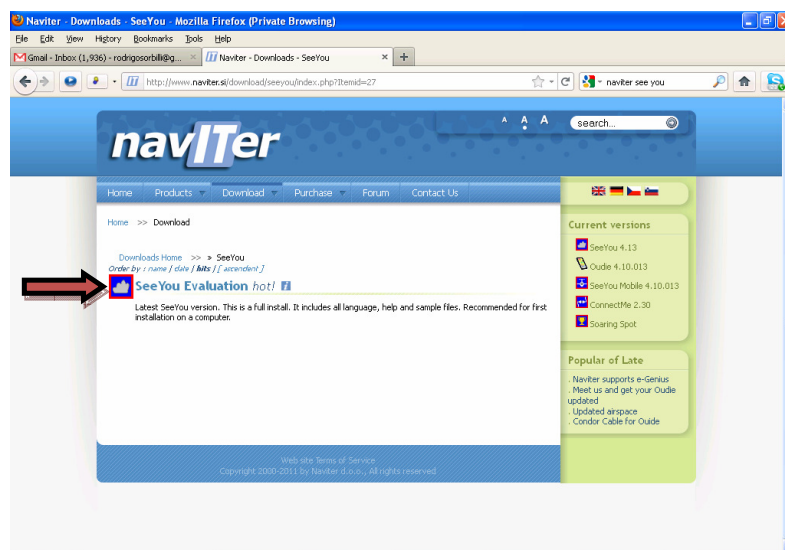 Naviter - Downloads - SeeYou - Mozilla Firefox (Private Browsing)
File Edit View History Bookmarks Tools Help
Gmail - Inbox (1,936) - rodrigosorbilli@g...
Naviter - Downloads - SeeYou
http://www.naviter.si/download/seeyou/index.php?Itemid=27
naviter see you
navITer
A A A
search...
Home Products Download Purchase Forum Contact Us
Home >> Download
Downloads Home >> » SeeYou
Order by : name / date / hits / [ ascendent ]
SeeYou Evaluation hot!
Latest SeeYou version. This is a full install. It includes all language, help and sample files. Recommended for first
installation on a computer.
Current versions
SeeYou 4.13
Oudie 4.10.013
SeeYou Mobile 4.10.013
ConnectMe 2.30
Soaring Spot
Popular of Late
. Naviter supports e-Genius
. Meet us and get your Oudie
updated
. Updated airspace
. Condor Cable for Ouide
Web site Terms of Service
Copyright 2000-2011 by Naviter d.o.o., All rights reserved